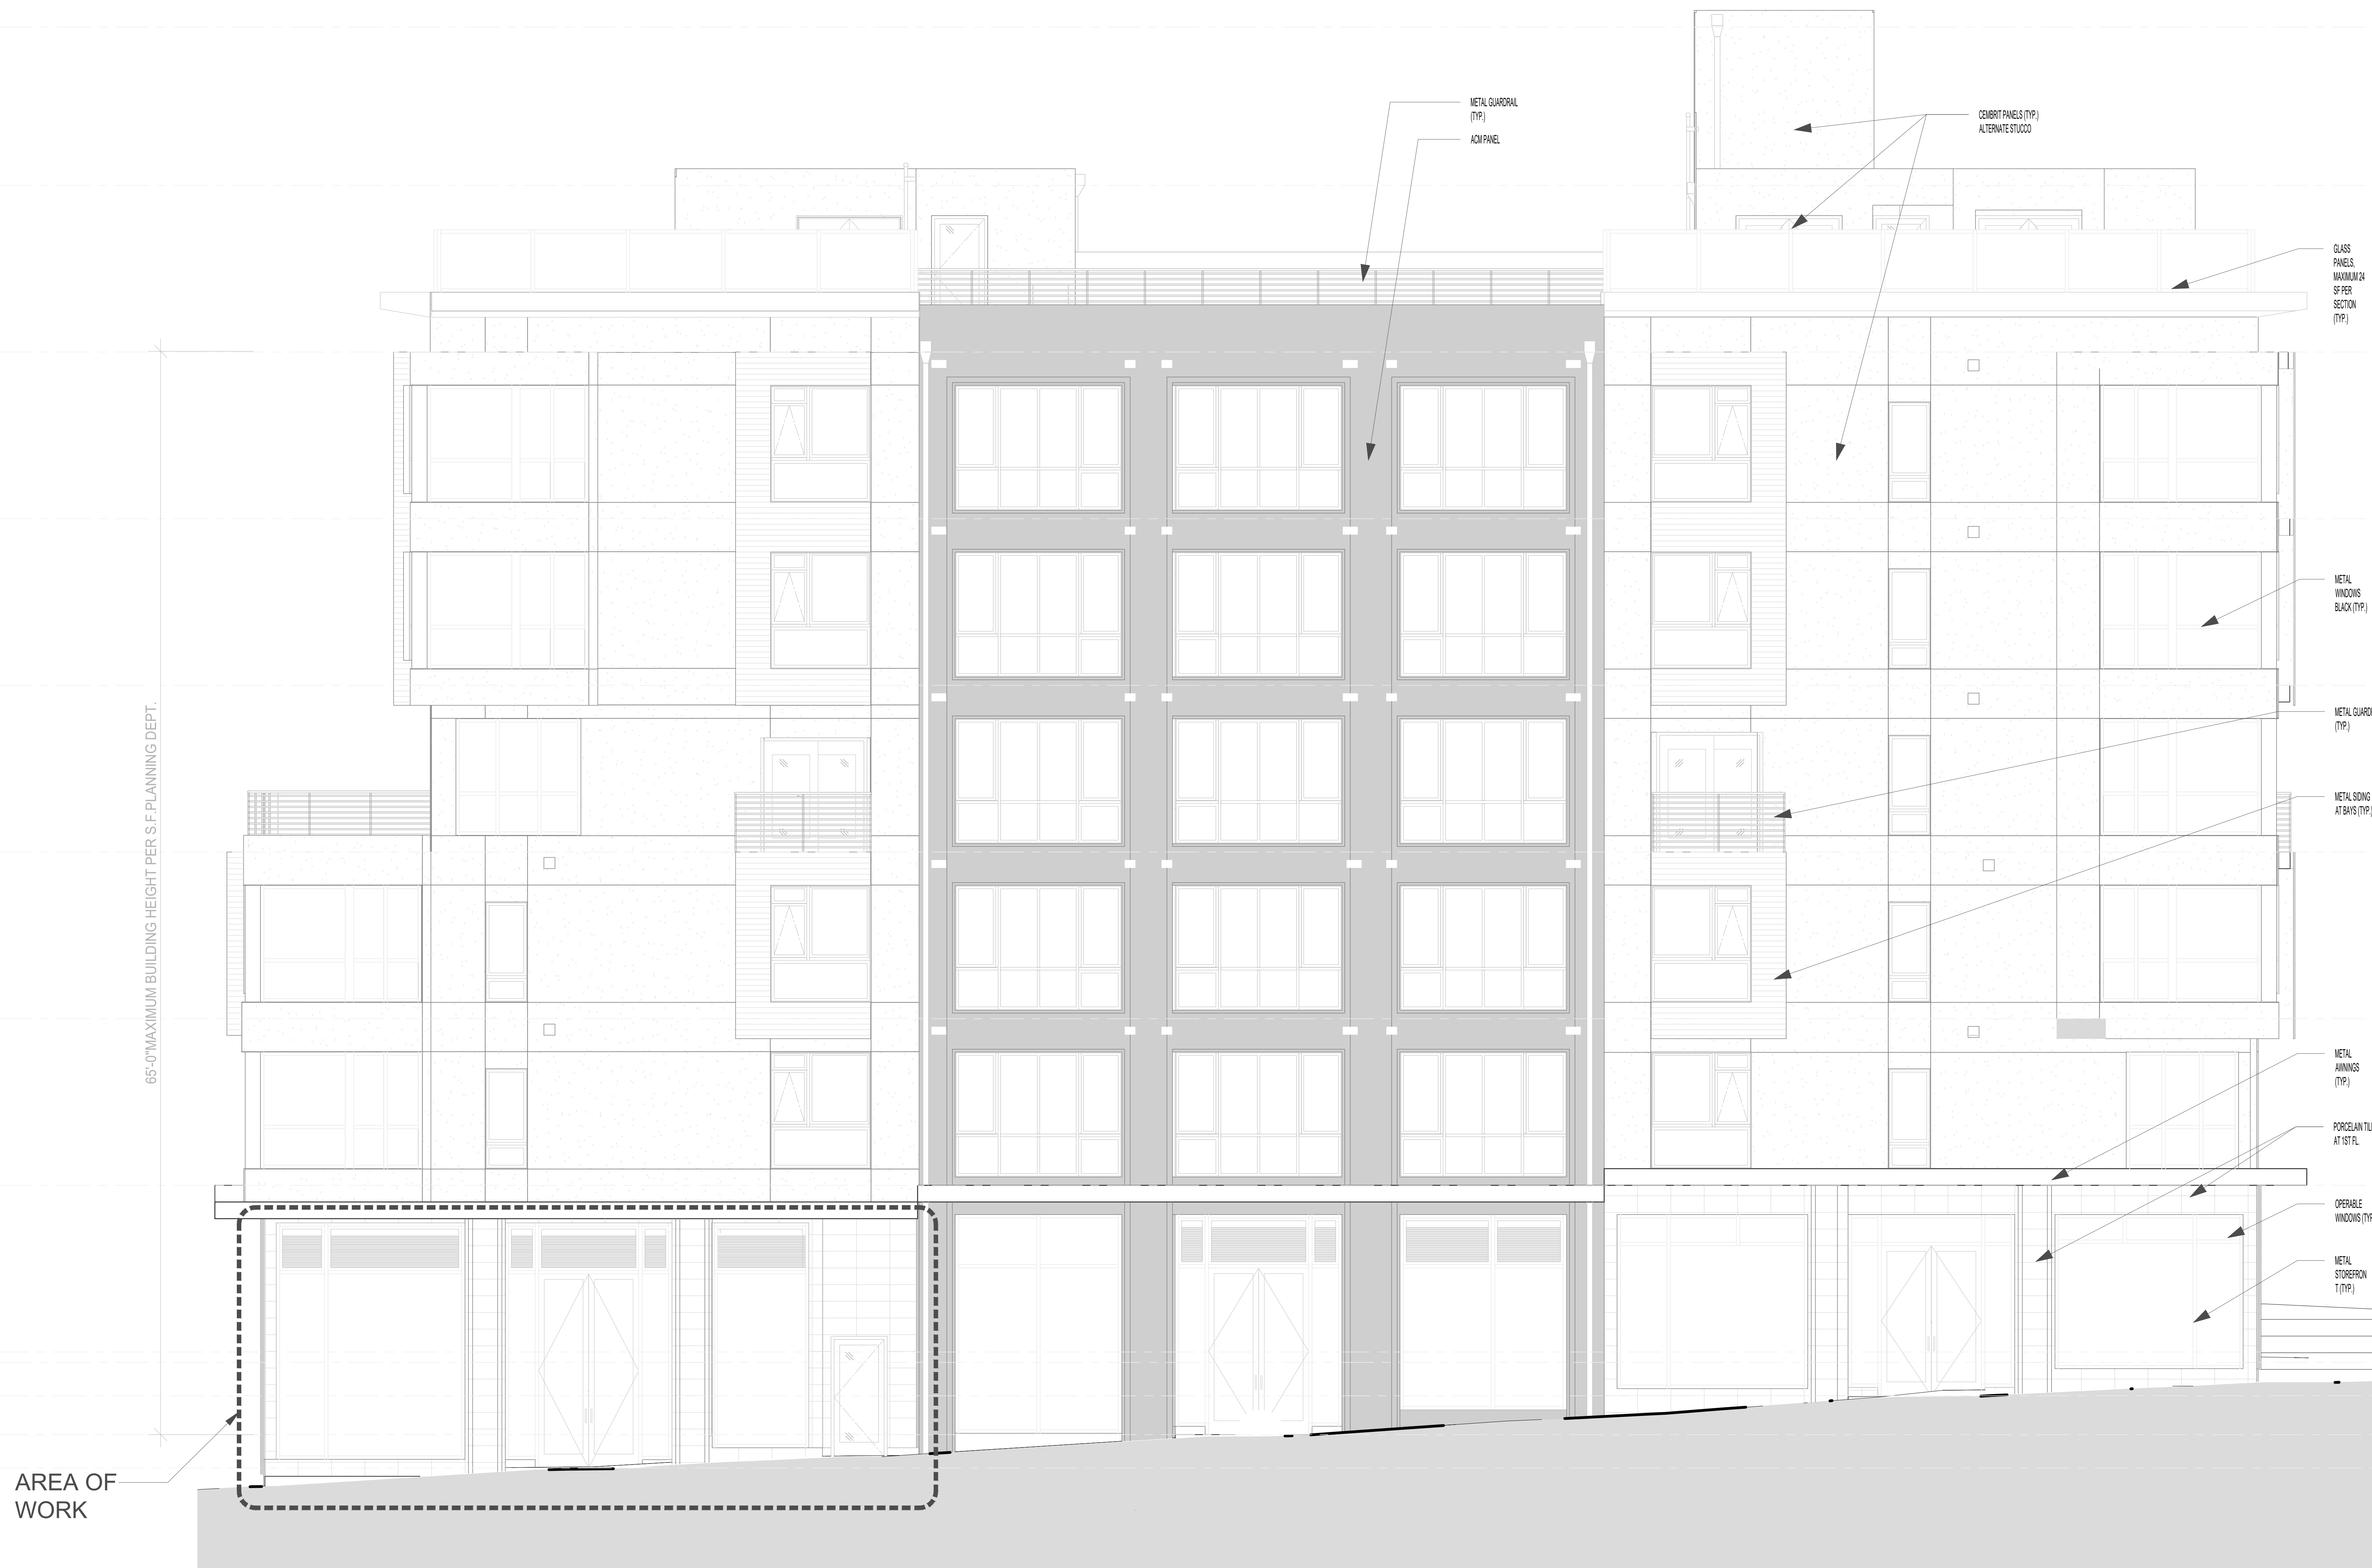 METAL GUARDRAIL
(TYP.)
ACM PANEL
CEMBRIT PANELS (TYP.)
ALTERNATE STUCCO
GLASS
PANELS,
MAXIMUM 24
SF PER
SECTION
(TYP.)
METAL
WINDOWS
BLACK (TYP.)
65'-0"MAXIMUM BUILDING HEIGHT PER S.F.PLANNING DEPT.
METAL GUARD
(TYP.)
METAL SIDING
AT BAYS (TYP.)
METAL
AWNINGS
(TYP.)
PORCELAIN TIL
AT 1ST FL.
OPERABLE
WINDOWS (TYP
METAL
STOREFRON
T (TYP.)
AREA OF
WORK